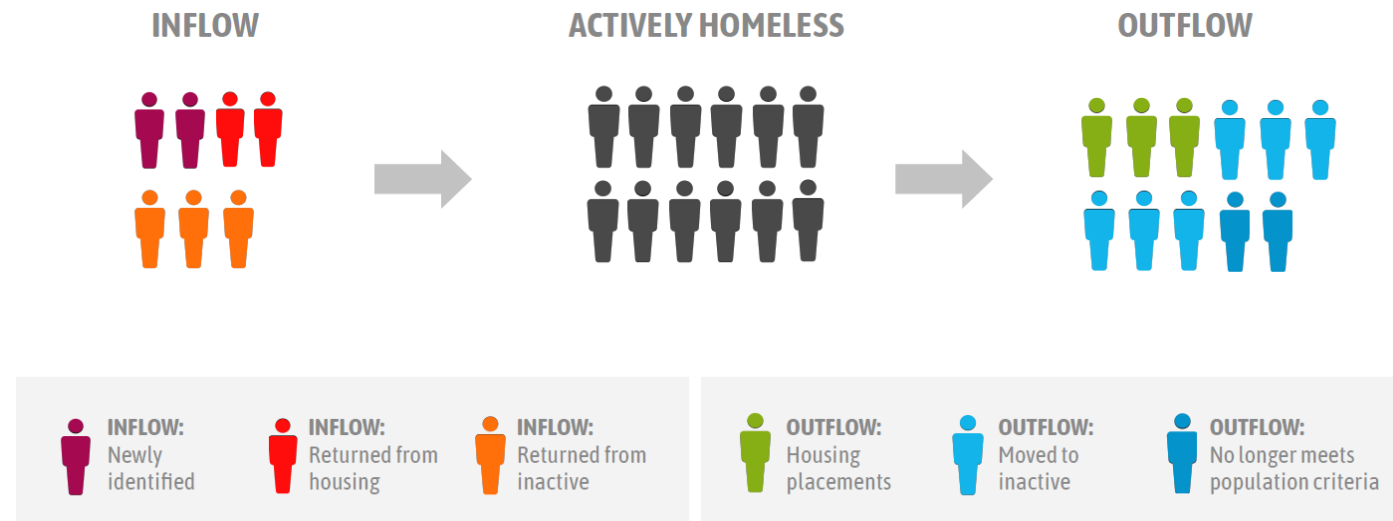 INFLOW
ACTIVELY HOMELESS
OUTFLOW
INFLOW:
Newly
identified
INFLOW:
Returned from
housing
INFLOW:
Returned from
inactive
OUTFLOW:
Housing
placements
OUTFLOW:
Moved to
inactive
OUTFLOW:
No longer meets
population criteria